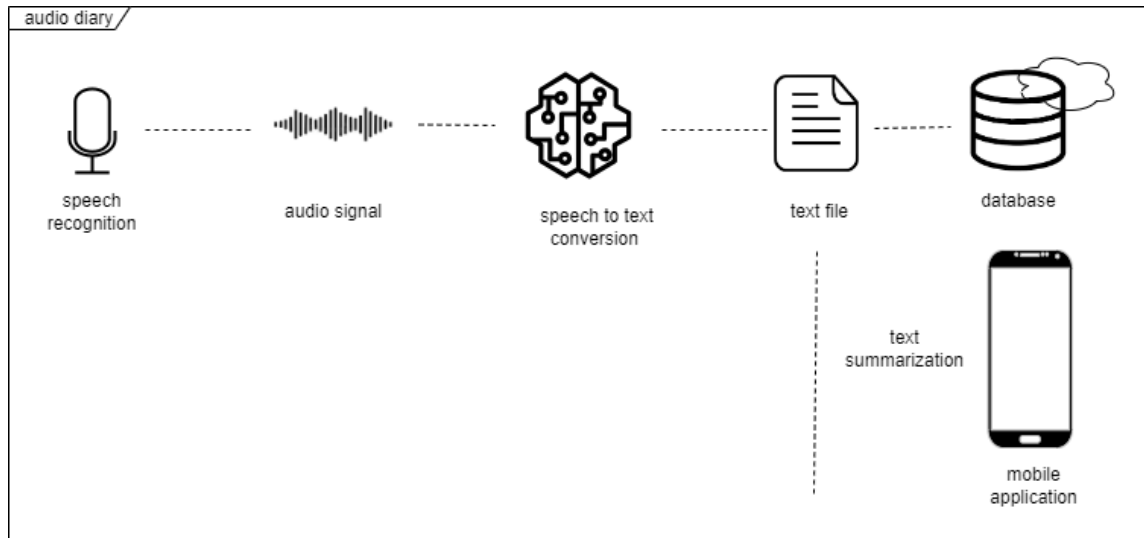 audio diary
speech
recognition
audio signal
speech to text
conversion
text file
database
text
summarization
mobile
application